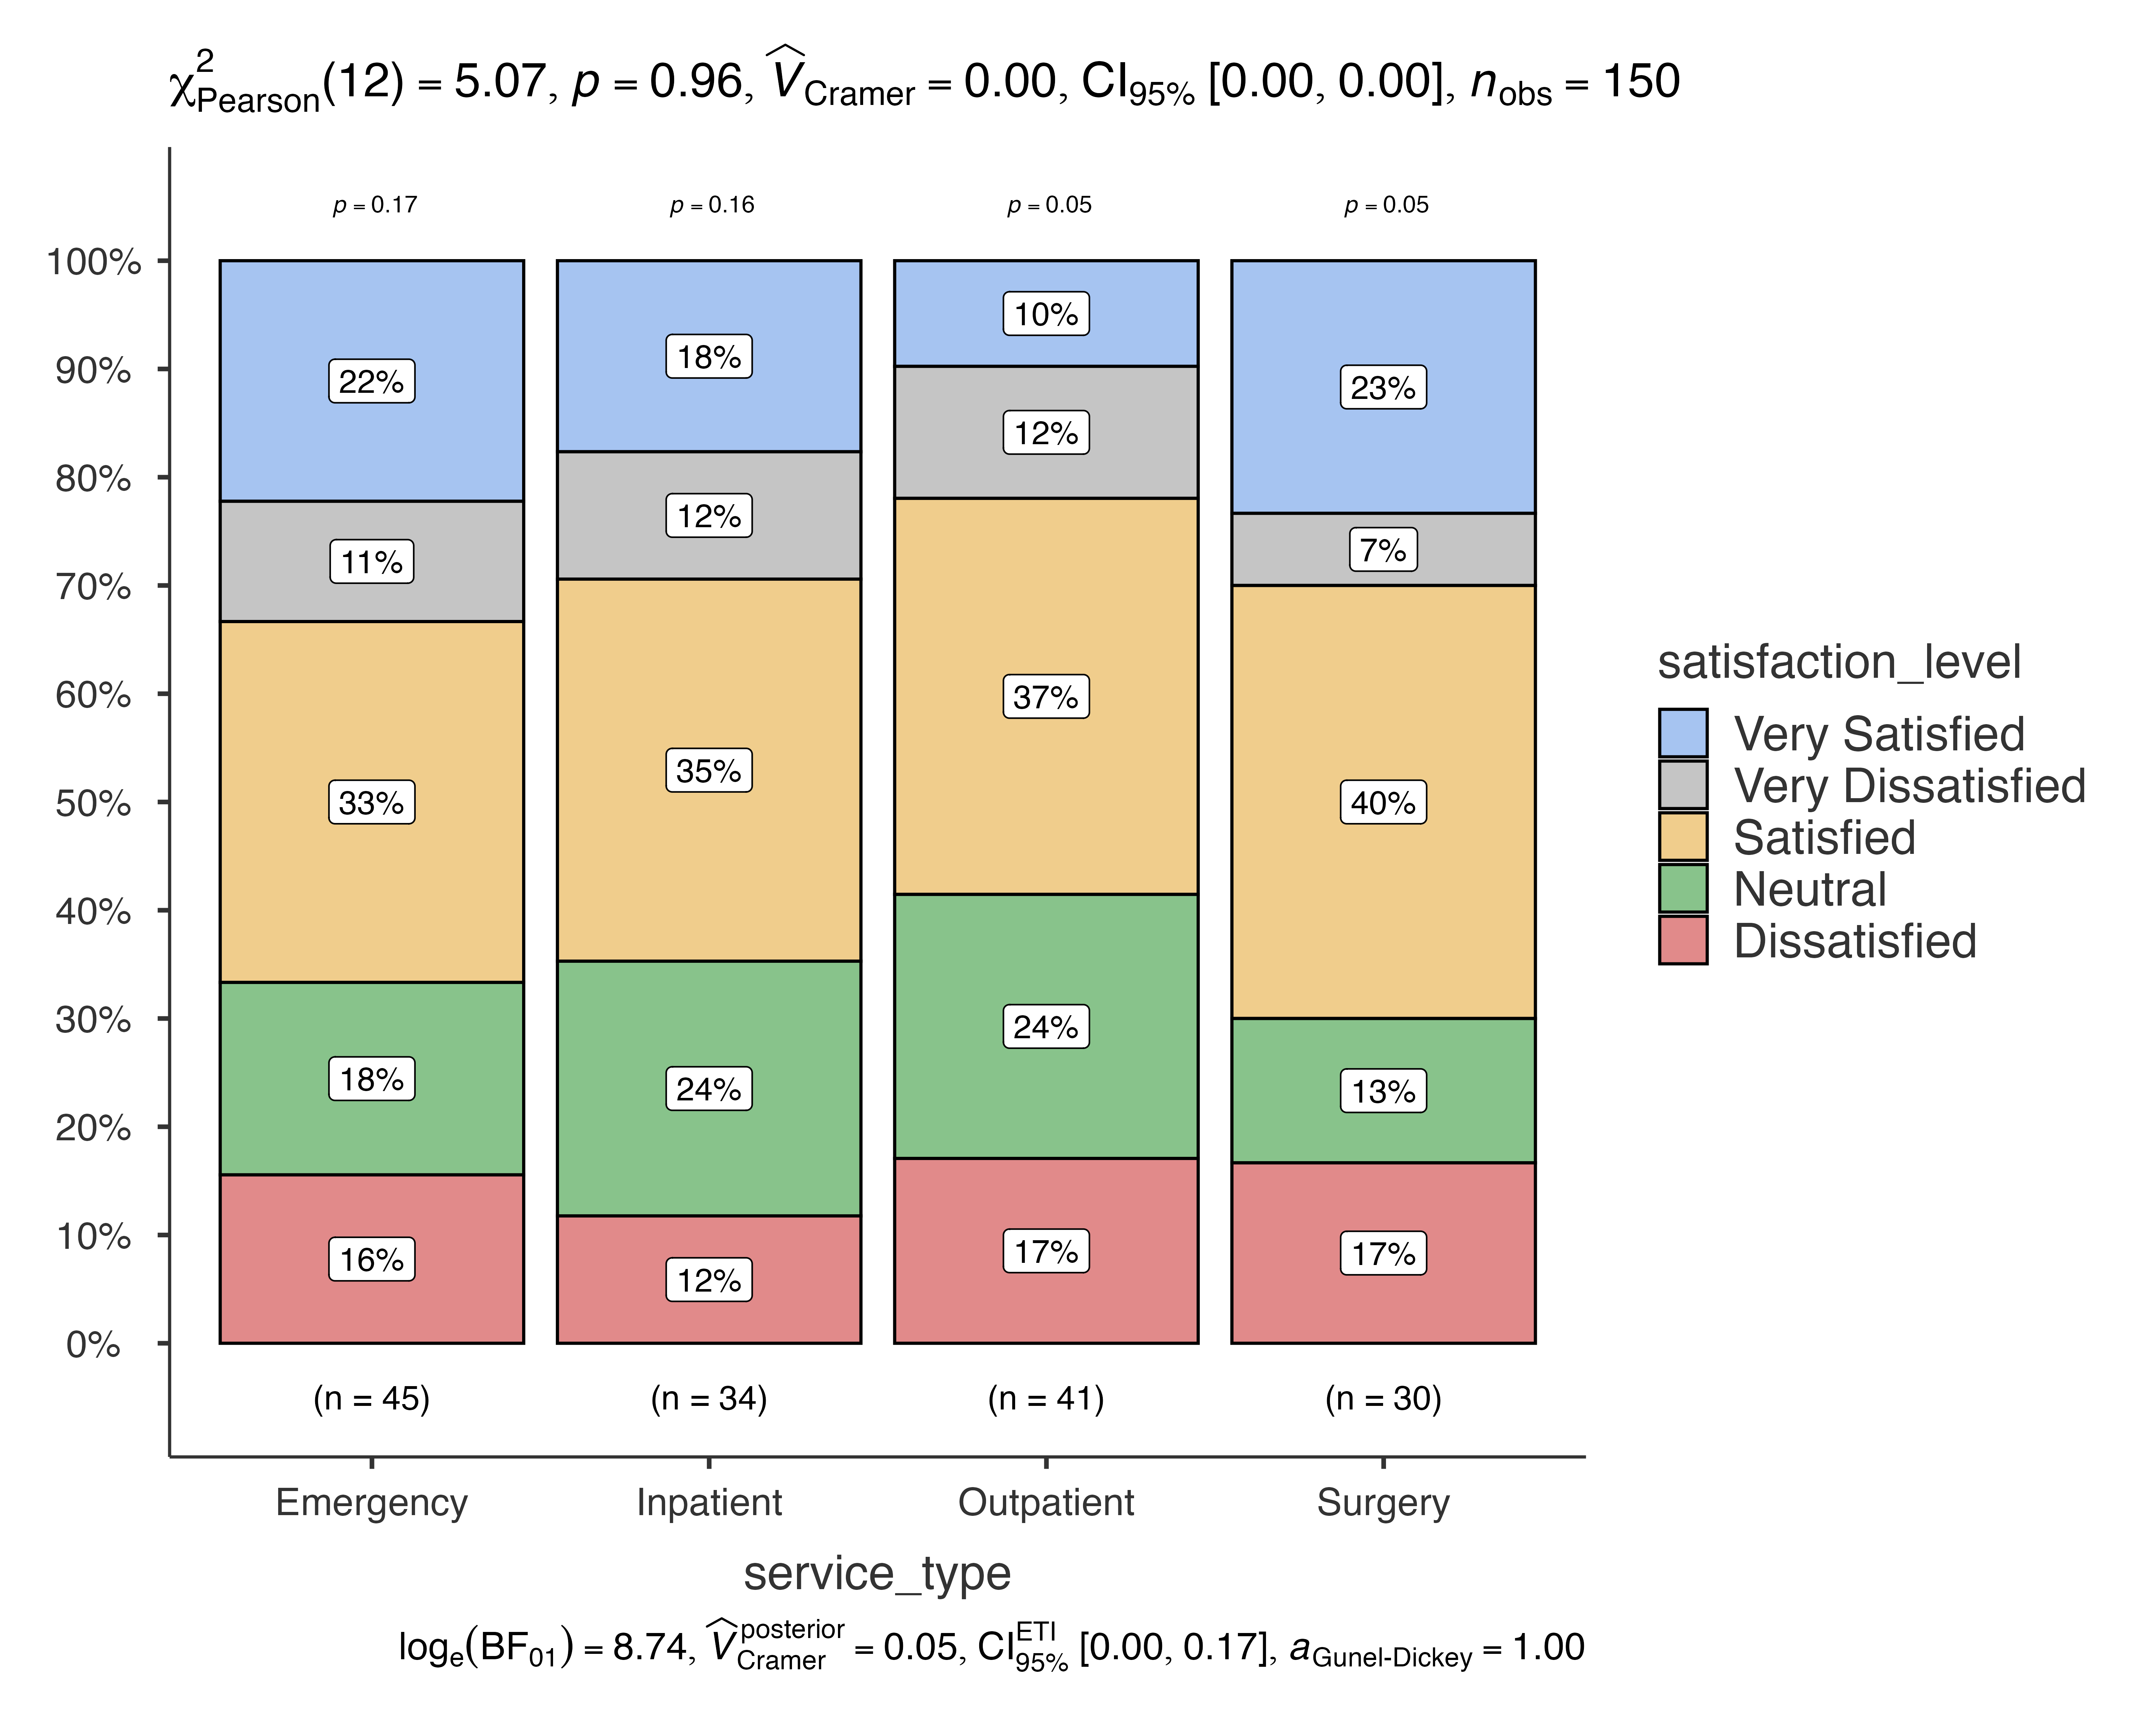 χ²Pearson(12) = 5.07, p = 0.96, V̂Cramer = 0.00, CI95% [0.00, 0.00], nobs = 150
p = 0.17 p = 0.16 p = 0.05 p = 0.05
100%
90%
80%
70%
60%
50%
40%
30%
20%
10%
0%
22%
11%
33%
18%
16%
18%
12%
35%
24%
12%
10%
12%
37%
24%
17%
23%
7%
40%
13%
17%
(n = 45) (n = 34) (n = 41) (n = 30)
Emergency Inpatient Outpatient Surgery
service_type
satisfaction_level
Very Satisfied
Very Dissatisfied
Satisfied
Neutral
Dissatisfied
loge(BF01) = 8.74, V̂Cramer posterior = 0.05, CI95% ETI [0.00, 0.17], aGunel-Dickey = 1.00